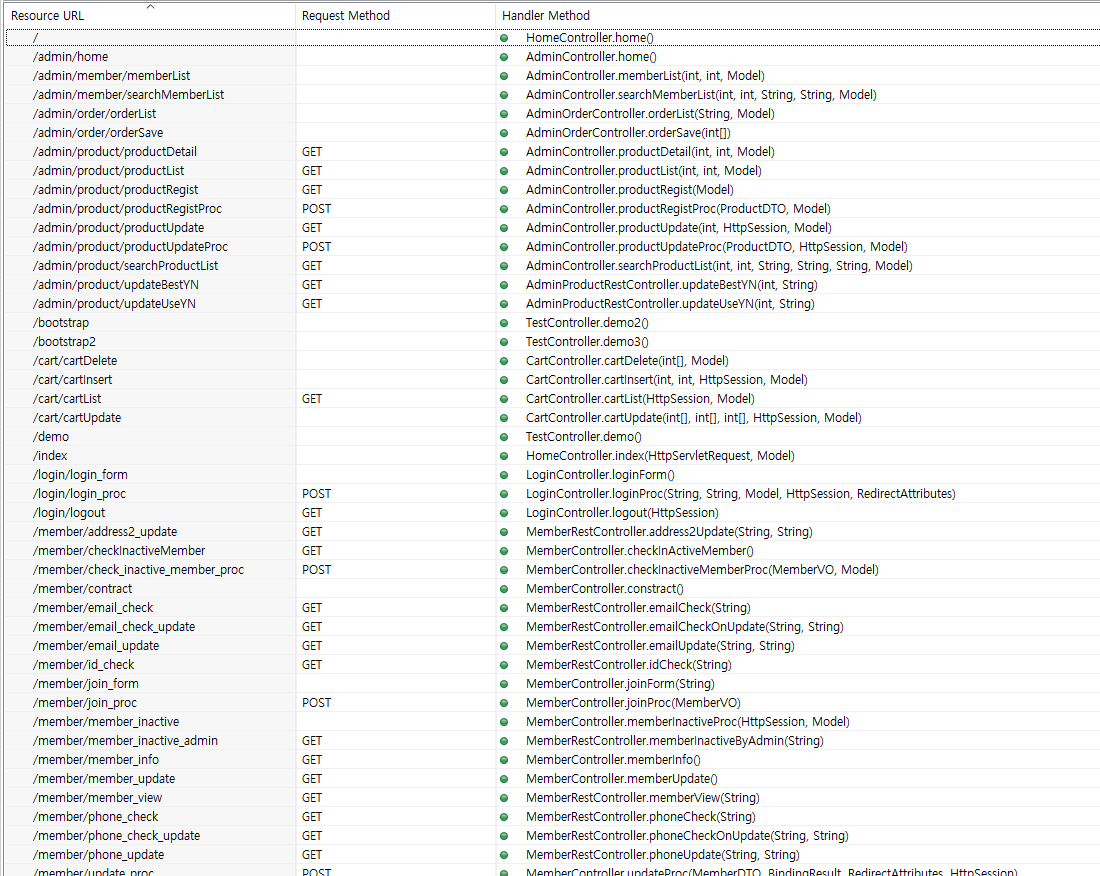 Resource URL Request Method Handler Method
/ HomeController.home()
/admin/home AdminController.home()
/admin/member/memberList AdminController.memberList(int, int, Model)
/admin/member/searchMemberList AdminController.searchMemberList(int, int, String, String, Model)
/admin/order/orderList AdminOrderController.orderList(String, Model)
/admin/order/orderSave AdminOrderController.orderSave(int[])
/admin/product/productDetail GET AdminController.productDetail(int, int, Model)
/admin/product/productList GET AdminController.productList(int, int, Model)
/admin/product/productRegist GET AdminController.productRegist(Model)
/admin/product/productRegistProc POST AdminController.productRegistProc(ProductDTO, Model)
/admin/product/productUpdate GET AdminController.productUpdate(int, HttpSession, Model)
/admin/product/productUpdateProc POST AdminController.productUpdateProc(ProductDTO, HttpSession, Model)
/admin/product/searchProductList GET AdminController.searchProductList(int, int, String, String, String, Model)
/admin/product/updateBestYN GET AdminProductRestController.updateBestYN(int, String)
/admin/product/updateUseYN GET AdminProductRestController.updateUseYN(int, String)
/bootstrap TestController.demo2()
/bootstrap2 TestController.demo3()
/cart/cartDelete CartController.cartDelete(int[], Model)
/cart/cartInsert CartController.cartInsert(int, int, HttpSession, Model)
/cart/cartList GET CartController.cartList(HttpSession, Model)
/cart/cartUpdate CartController.cartUpdate(int[], int[], int[], HttpSession, Model)
/demo TestController.demo()
/index HomeController.index(HttpServletRequest, Model)
/login/login_form LoginController.loginForm()
/login/login_proc POST LoginController.loginProc(String, String, Model, HttpSession, RedirectAttributes)
/login/logout GET LoginController.logout(HttpSession)
/member/address2_update GET MemberRestController.address2Update(String, String)
/member/checkInactiveMember GET MemberController.checkInActiveMember()
/member/check_inactive_member_proc POST MemberController.checkInactiveMemberProc(MemberVO, Model)
/member/contract MemberController.constract()
/member/email_check GET MemberRestController.emailCheck(String)
/member/email_check_update GET MemberRestController.emailCheckOnUpdate(String, String)
/member/email_update GET MemberRestController.emailUpdate(String, String)
/member/id_check GET MemberRestController.idCheck(String)
/member/join_form MemberController.joinForm(String)
/member/join_proc POST MemberController.joinProc(MemberVO)
/member/member_inactive MemberController.memberInactiveProc(HttpSession, Model)
/member/member_inactive_admin GET MemberRestController.memberInactiveByAdmin(String)
/member/member_info GET MemberController.memberInfo()
/member/member_update GET MemberController.memberUpdate()
/member/member_view GET MemberRestController.memberView(String)
/member/phone_check GET MemberRestController.phoneCheck(String)
/member/phone_check_update GET MemberRestController.phoneCheckOnUpdate(String, String)
/member/phone_update GET MemberRestController.phoneUpdate(String, String)
/member/update_proc POST MemberController.updateProc(MemberDTO, BindingResult, RedirectAttributes, HttpSession)